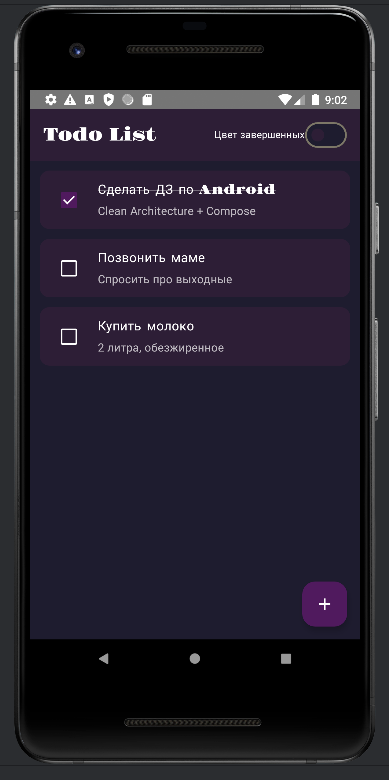 9:02
Todo List
Цвет завершенных
Сделать ДЗ по Android
Clean Architecture + Compose
Позвонить маме
Спросить про выходные
Купить молоко
2 литра, обезжиренное
+